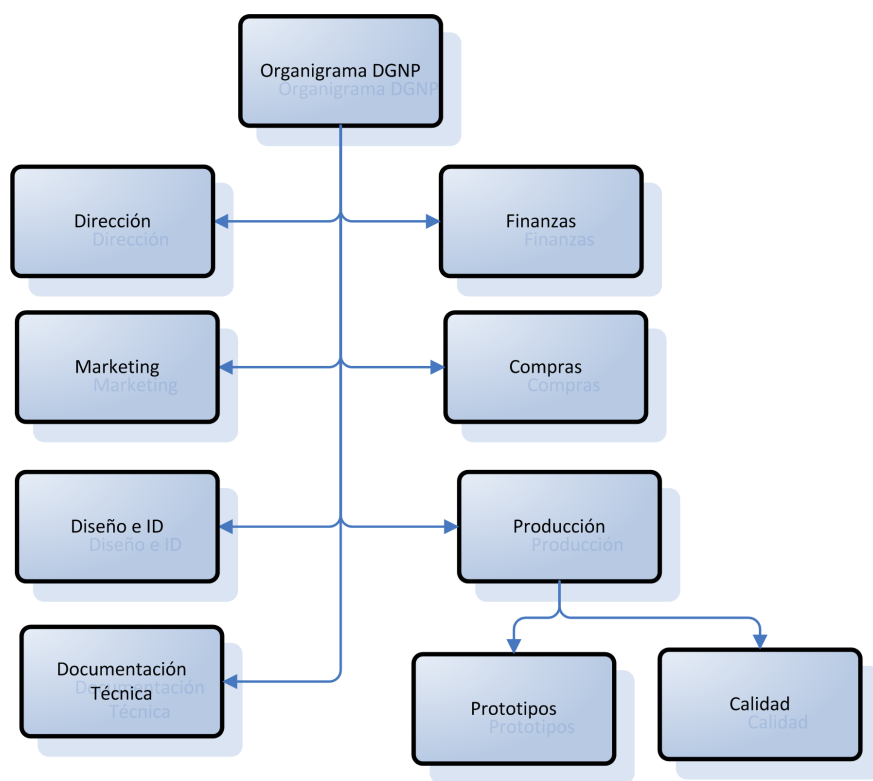 Organigrama DGNP
Dirección
Finanzas
Marketing
Compras
Diseño e ID
Producción
Documentación
Técnica
Prototipos
Calidad